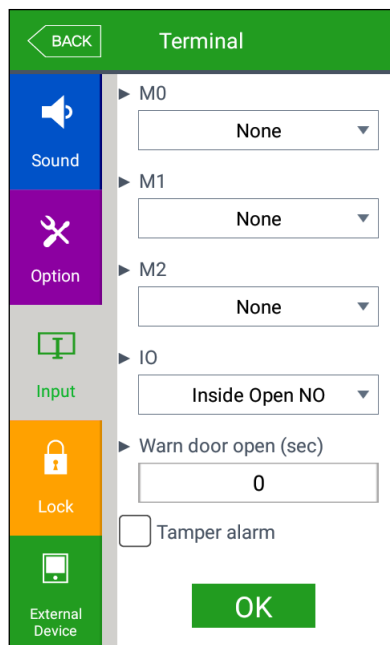 BACK
Terminal
Sound
Option
Input
Lock
External
Device
► M0
None
► M1
None
► M2
None
► IO
Inside Open NO
► Warn door open (sec)
0
Tamper alarm
OK